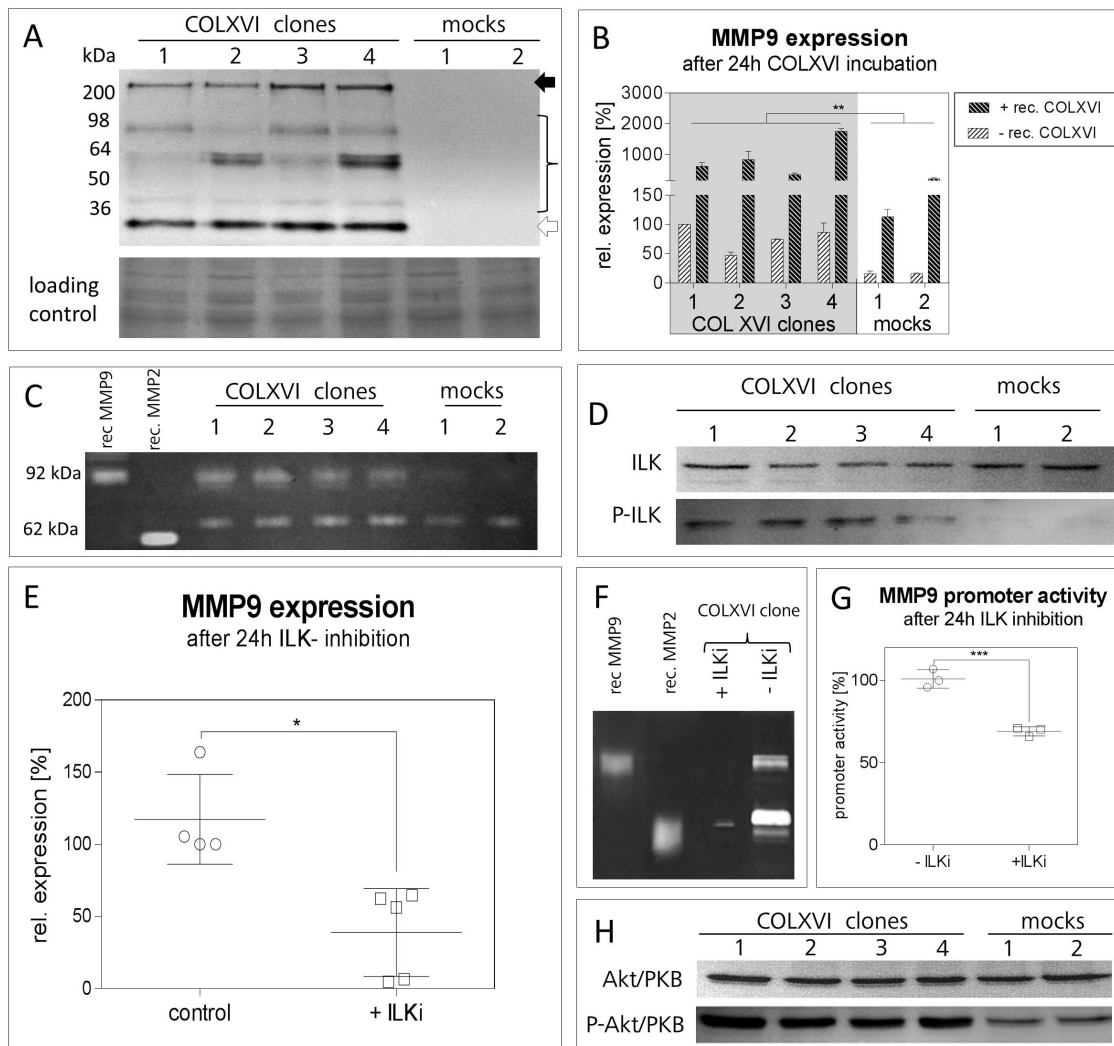 A
COLXVI clones
mocks
kDa
1 2 3 4 1 2
200
98
64
50
36
loading
control
B
MMP9 expression
after 24h COLXVI incubation
rel. expression [%]
3000
2000
1000
150
100
50
0
1 2 3 4 1 2
COL XVI clones
mocks
**
+ rec. COLXVI
- rec. COLXVI
C
rec MMP9
rec. MMP2
COLXVI clones
mocks
1 2 3 4 1 2
92 kDa
62 kDa
D
COLXVI clones
mocks
1 2 3 4 1 2
ILK
P-ILK
E
MMP9 expression
after 24h ILK- inhibition
rel. expression [%]
200
150
100
50
0
*
control
+ ILKi
F
rec MMP9
rec. MMP2
COLXVI clone
+ ILKi
- ILKi
G
MMP9 promoter activity
after 24h ILK inhibition
promoter activity [%]
100
50
0
***
- ILKi
+ILKi
H
COLXVI clones
mocks
1 2 3 4 1 2
Akt/PKB
P-Akt/PKB